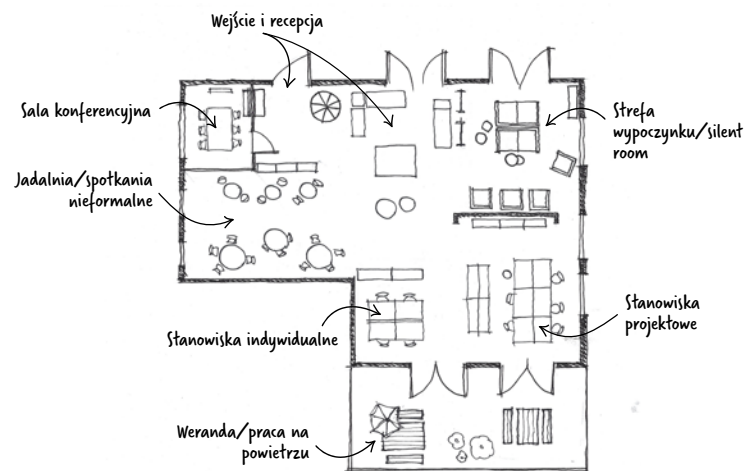 Wejście i recepcja
Sala konferencyjna
Strefa
wypoczynku/silent
room
Jadalnia/spotkania
nieformalne
Stanowiska indywidualne
Stanowiska
projektowe
Weranda/praca na
powietrzu